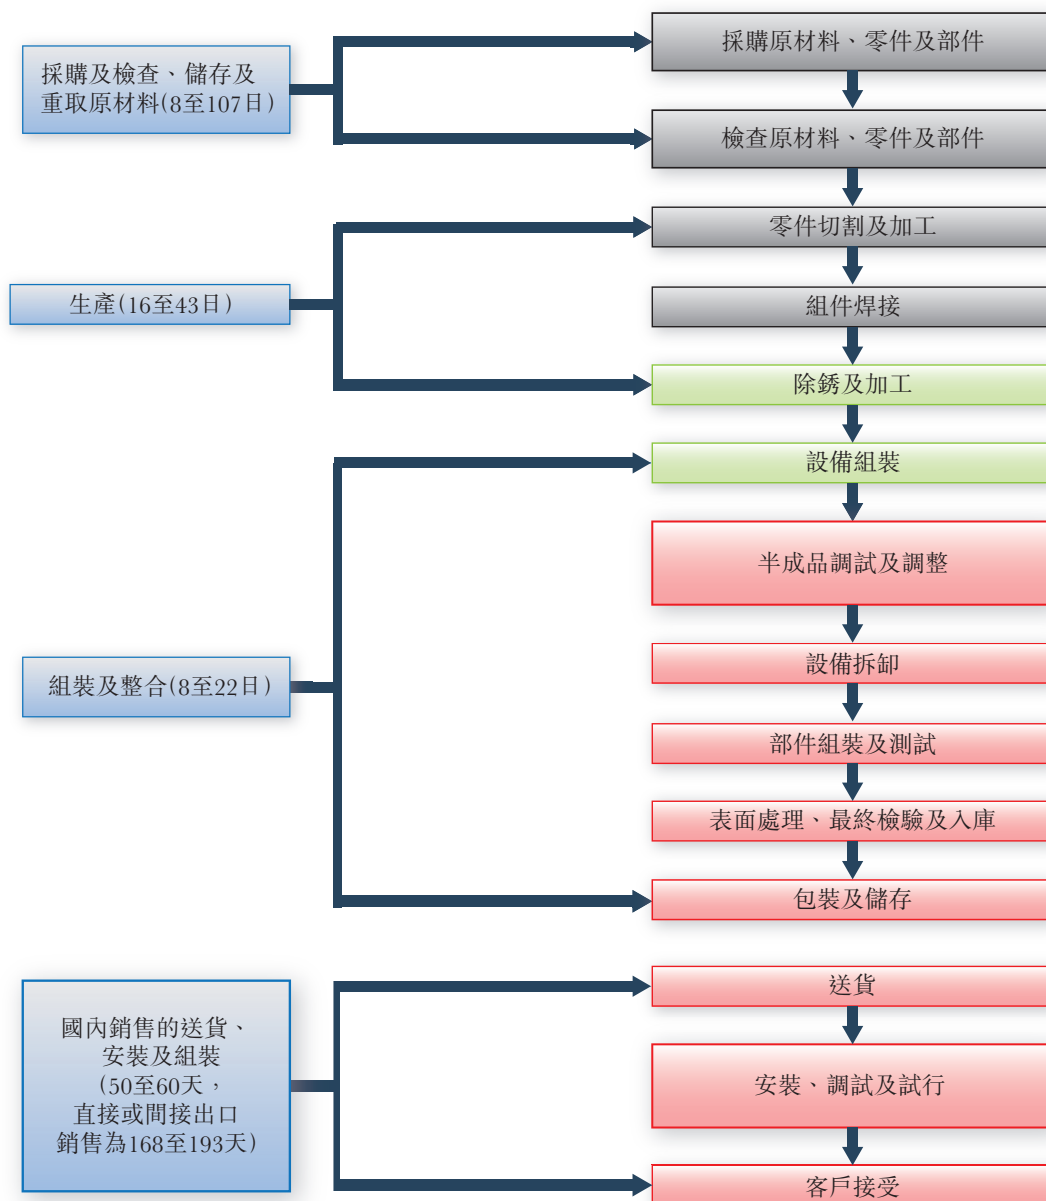 採購及檢查、儲存及
重取原材料(8至107日)
採購原材料、零件及部件
檢查原材料、零件及部件
生產(16至43日)
零件切割及加工
組件焊接
除銹及加工
組裝及整合(8至22日)
設備組裝
半成品調試及調整
設備拆卸
部件組裝及測試
表面處理、最終檢驗及入庫
包裝及儲存
國內銷售的送貨、
安裝及組裝
(50至60天，
直接或間接出口
銷售為168至193天)
送貨
安裝、調試及試行
客戶接受